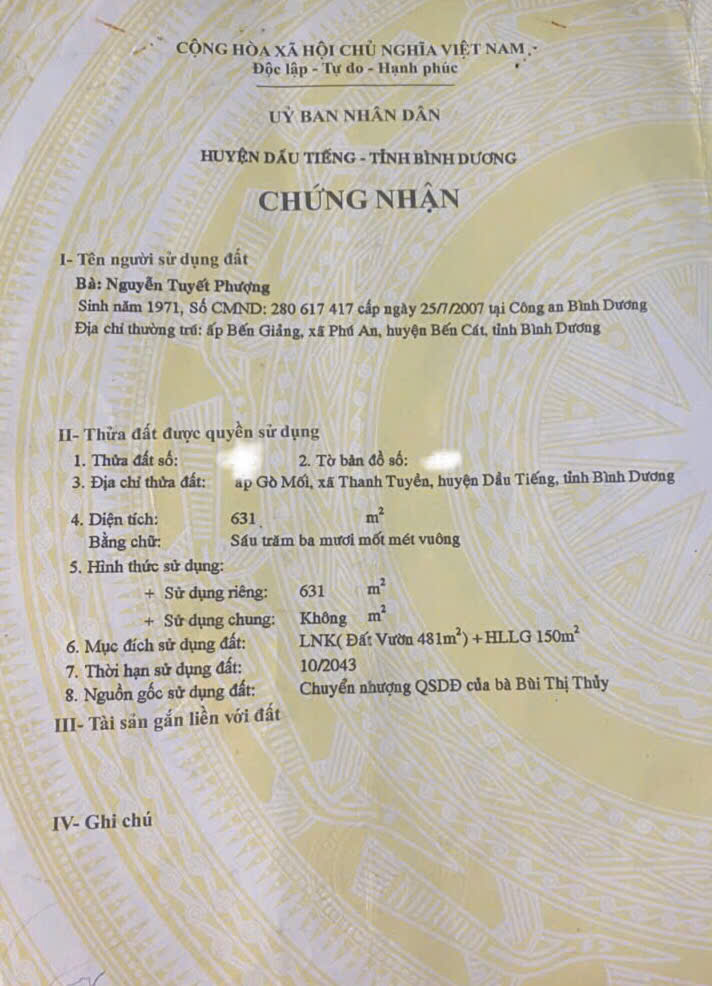 CỘNG HÒA XÃ HỘI CHỦ NGHĨA VIỆT NAM
Độc lập - Tự do - Hạnh phúc
UỶ BAN NHÂN DÂN
HUYỆN DẦU TIẾNG - TỈNH BÌNH DƯƠNG
CHỨNG NHẬN
I- Tên người sử dụng đất
Bà: Nguyễn Tuyết Phượng
Sinh năm 1971, Số CMND: 280 617 417 cấp ngày 25/7/2007 tại Công an Bình Dương
Địa chỉ thường trú: ấp Bến Giảng, xã Phú An, huyện Bến Cát, tỉnh Bình Dương
II- Thửa đất được quyền sử dụng
1. Thửa đất số: 2. Tờ bản đồ số:
3. Địa chỉ thửa đất: ấp Gò Mối, xã Thanh Tuyền, huyện Dầu Tiếng, tỉnh Bình Dương
4. Diện tích: 631 m²
Bằng chữ: Sáu trăm ba mươi mốt mét vuông
5. Hình thức sử dụng:
+ Sử dụng riêng: 631 m²
+ Sử dụng chung: Không m²
6. Mục đích sử dụng đất: LNK( Đất Vườn 481m²) + HLLG 150m²
7. Thời hạn sử dụng đất: 10/2043
8. Nguồn gốc sử dụng đất: Chuyển nhượng QSDĐ của bà Bùi Thị Thủy
III- Tài sản gắn liền với đất
IV- Ghi chú